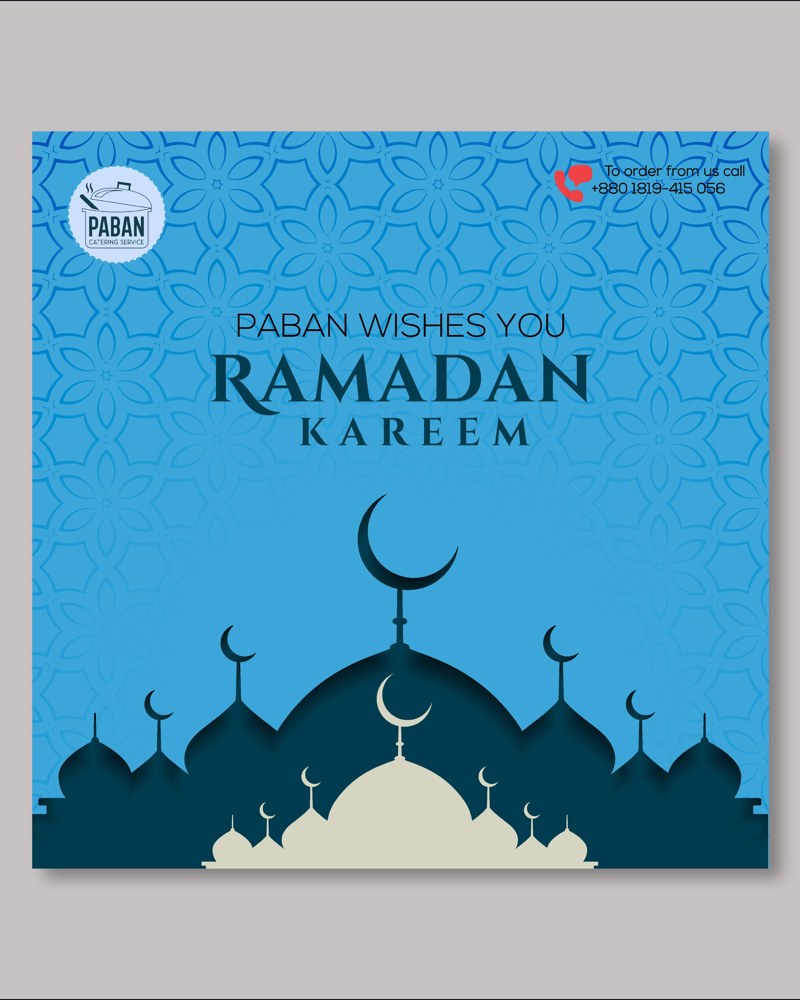 PABAN
CATERING SERVICE
To order from us call
+880 1819-415 056
PABAN WISHES YOU
RAMADAN
KAREEM